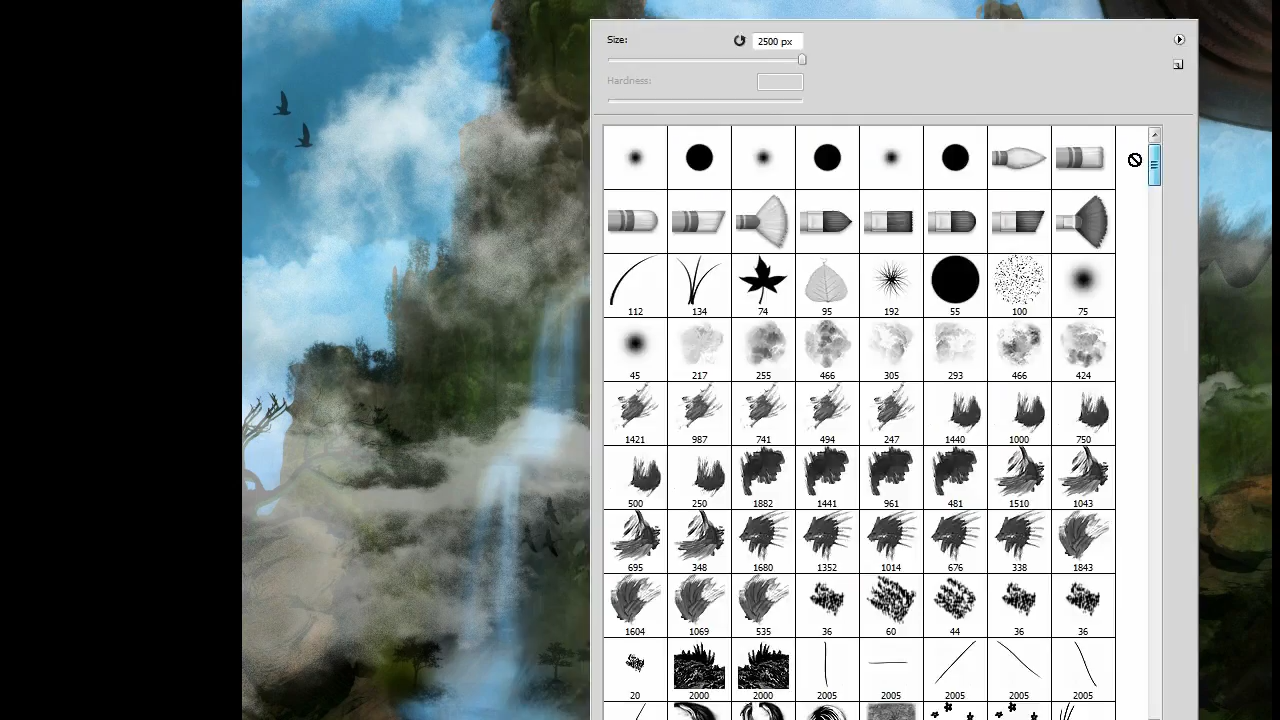 Size:
2500 px
Hardness:
112 134 74 95 192 55 100 75
45 217 255 466 305 293 466 424
1421 987 741 494 247 1440 1000 750
500 250 1882 1441 961 481 1510 1043
695 348 1680 1352 1014 676 338 1843
1604 1069 535 36 60 44 36 36
20 2000 2000 2005 2005 2005 2005 2005